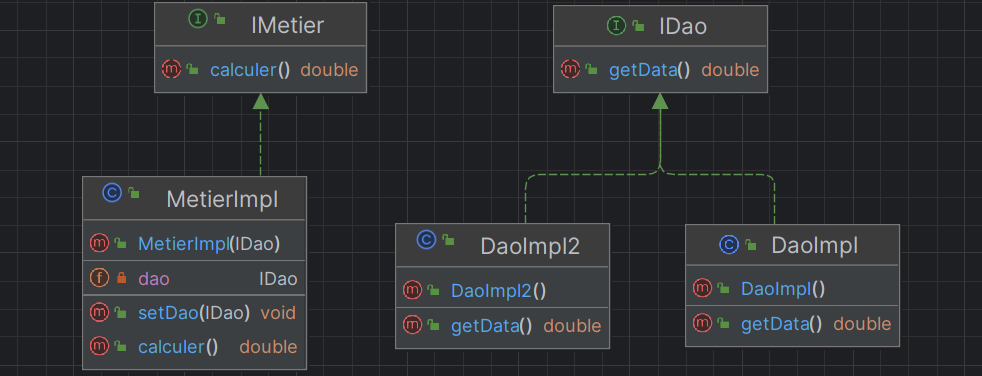 IMetier
calculer() double
IDao
getData() double
MetierImpl
MetierImpl(IDao)
dao IDao
setDao(IDao) void
calculer() double
DaoImpl2
DaoImpl2()
getData() double
DaoImpl
DaoImpl()
getData() double